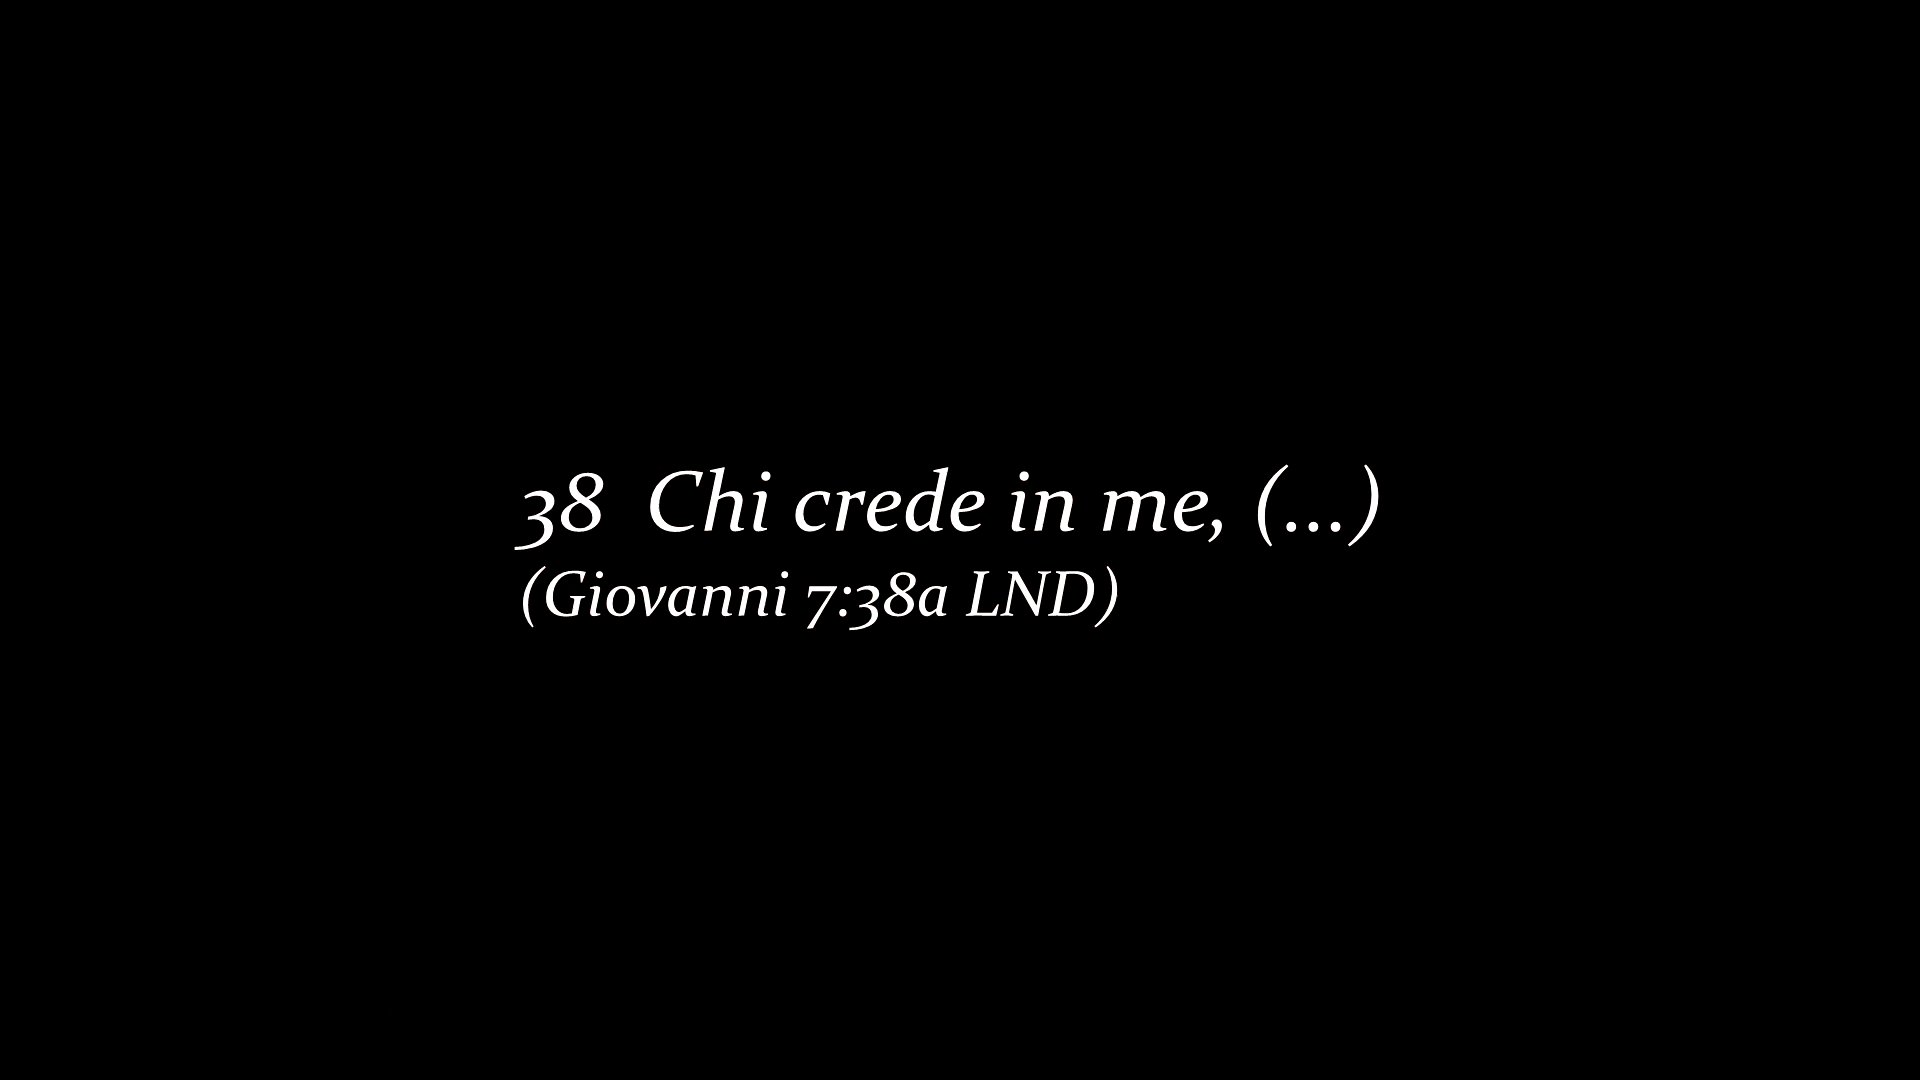 38  Chi crede in me, (...)
(Giovanni 7:38a LND)